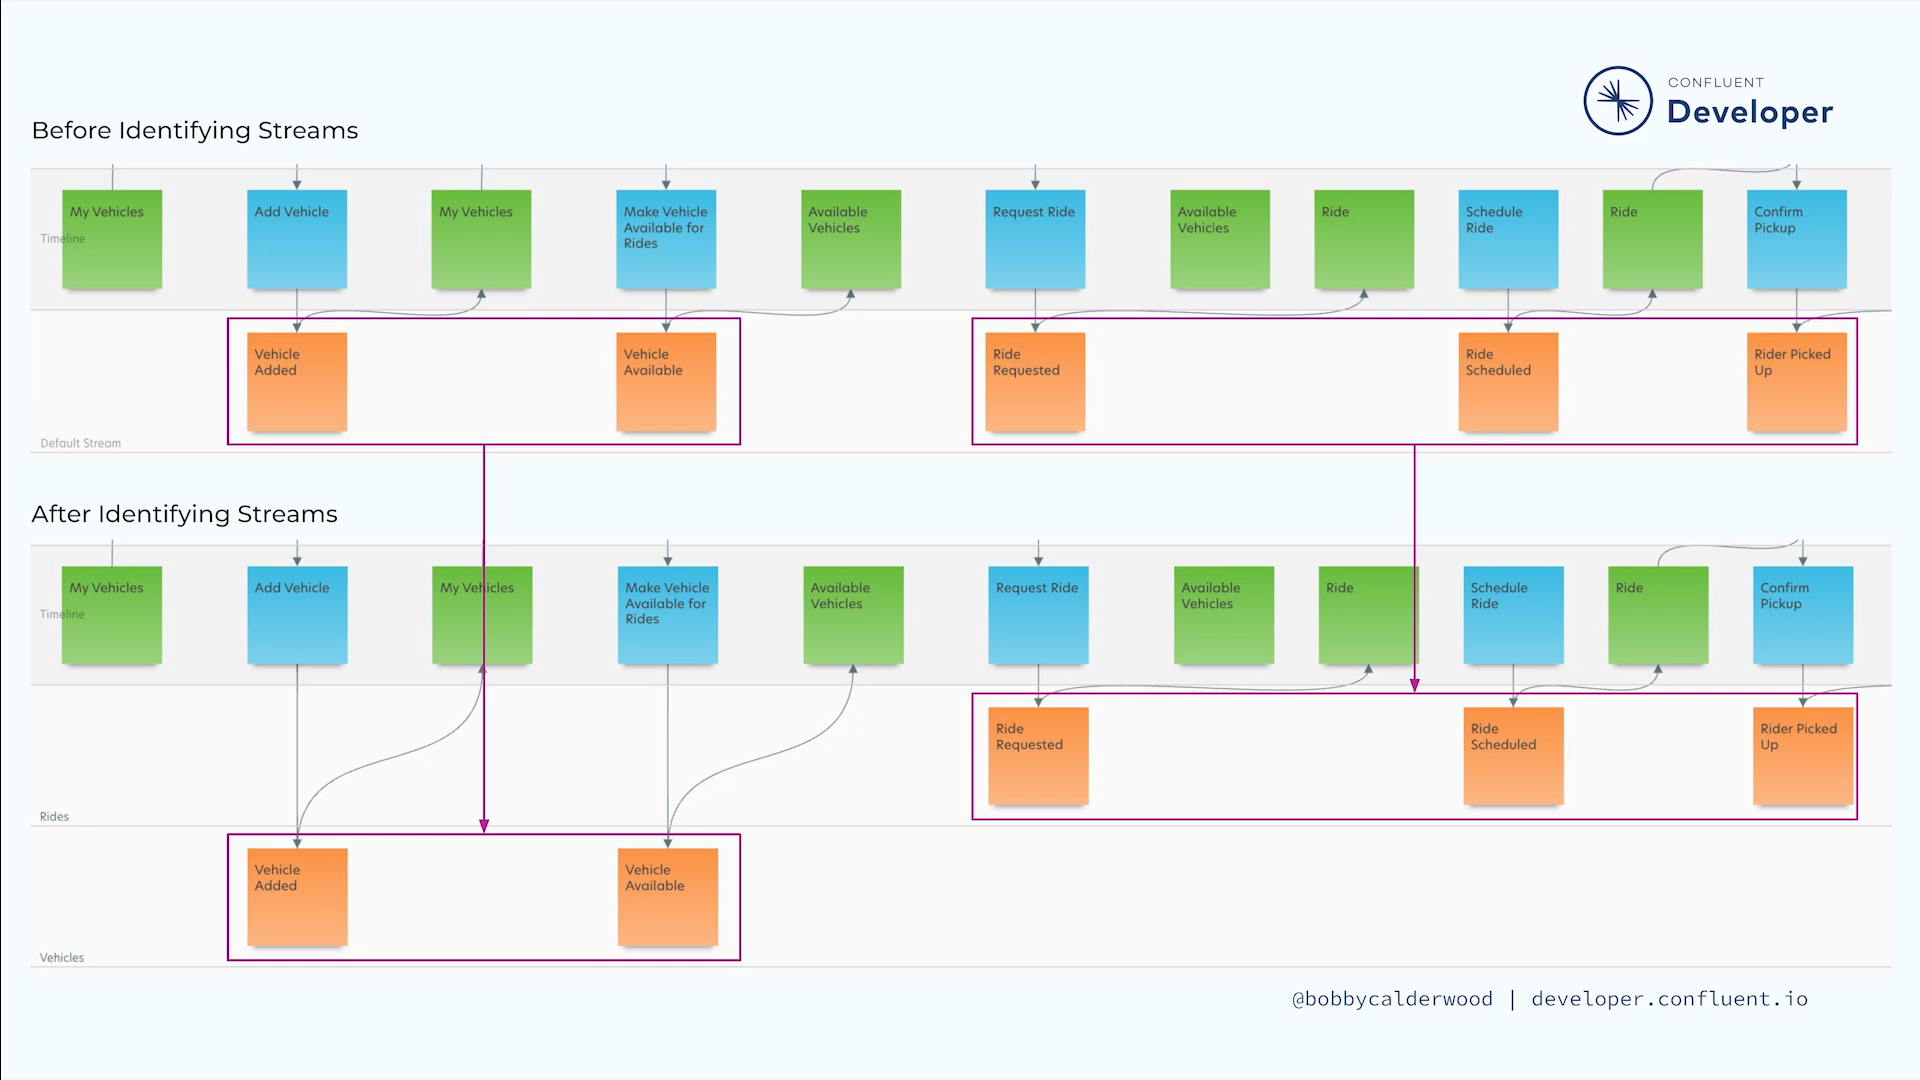 CONFLUENT
Developer
Before Identifying Streams
My Vehicles
Add Vehicle
My Vehicles
Make Vehicle
Available for
Rides
Available
Vehicles
Request Ride
Available
Vehicles
Ride
Schedule
Ride
Ride
Confirm
Pickup
Timeline
Vehicle
Added
Vehicle
Available
Ride
Requested
Ride
Scheduled
Rider Picked
Up
Default Stream
After Identifying Streams
My Vehicles
Add Vehicle
My Vehicles
Make Vehicle
Available for
Rides
Available
Vehicles
Request Ride
Available
Vehicles
Ride
Schedule
Ride
Ride
Confirm
Pickup
Timeline
Ride
Requested
Ride
Scheduled
Rider Picked
Up
Rides
Vehicle
Added
Vehicle
Available
Vehicles
@bobbycalderwood | developer.confluent.io